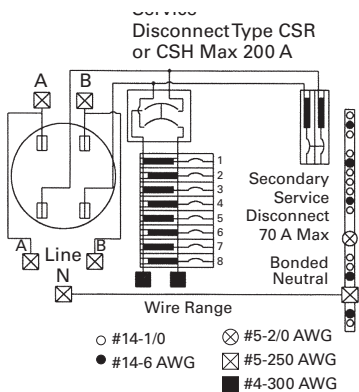 Service
Disconnect Type CSR
or CSH Max 200 A
A B
1
2
3
4
5
6
7
8
Secondary
Service
Disconnect
70 A Max
A Line B
N
Bonded
Neutral
Wire Range
#14-1/0
#14-6 AWG
#5-2/0 AWG
#5-250 AWG
#4-300 AWG